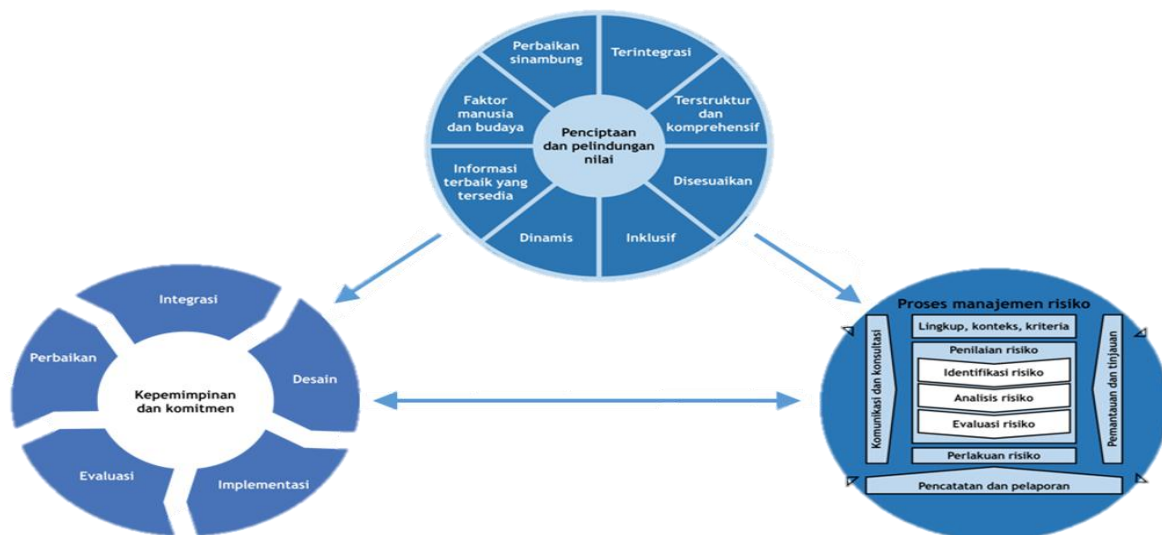 Perbaikan
sinambung
Terintegrasi
Terstruktur
dan
komprehensif
Disesuaikan
Inklusif
Dinamis
Informasi
terbaik yang
tersedia
Faktor
manusia
dan budaya
Penciptaan
dan pelindungan
nilai
Integrasi
Desain
Implementasi
Evaluasi
Perbaikan
Kepemimpinan
dan komitmen
Proses manajemen risiko
Lingkup, konteks, kriteria
Penilaian risiko
Identifikasi risiko
Analisis risiko
Evaluasi risiko
Perlakuan risiko
Komunikasi dan konsultasi
Pemantauan dan tinjauan
Pencatatan dan pelaporan